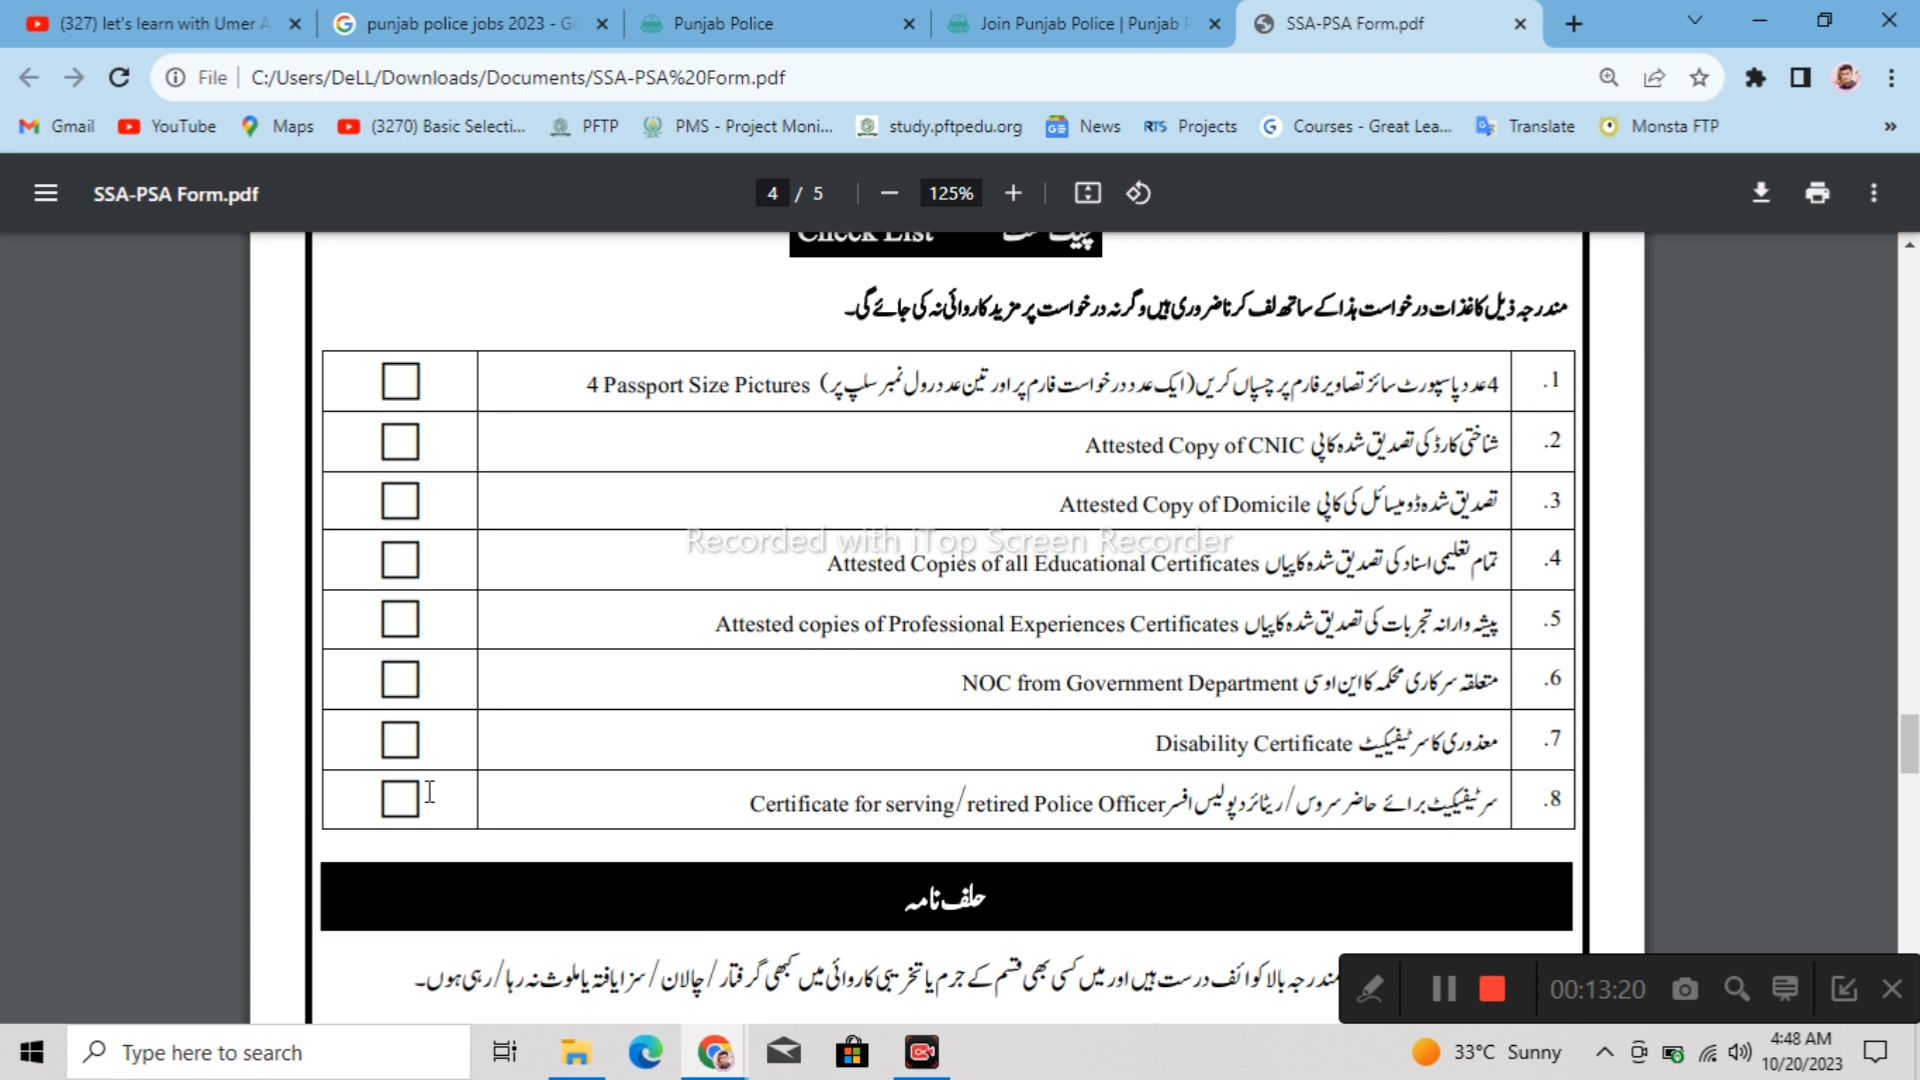 (327) let's learn with Umer A
punjab police jobs 2023 - Go
Punjab Police
Join Punjab Police | Punjab P
SSA-PSA Form.pdf
File
C:/Users/DeLL/Downloads/Documents/SSA-PSA%20Form.pdf
Gmail
YouTube
Maps
(3270) Basic Selecti...
PFTP
PMS - Project Moni...
study.pftpedu.org
News
RTS Projects
Courses - Great Lea...
Translate
Monsta FTP
»
SSA-PSA Form.pdf
4 / 5
125%
Check List چیک لسٹ
مندرجہ ذیل کاغذات درخواست ہذا کے ساتھ لف کرنا ضروری ہیں وگرنہ درخواست پر مزید کاروائی نہ کی جائے گی۔
1. 4عدد پاسپورٹ سائز تصاویر فارم پر چسپاں کریں (ایک عدد درخواست فارم پر اور تین عدد رول نمبر سلپ پر) 4 Passport Size Pictures
2. شناختی کارڈ کی تصدیق شدہ کاپی Attested Copy of CNIC
3. تصدیق شدہ ڈومیسائل کی کاپی Attested Copy of Domicile
Recorded with iTop Screen Recorder
4. تمام تعلیمی اسناد کی تصدیق شدہ کاپیاں Attested Copies of all Educational Certificates
5. پیشہ وارانہ تجربات کی تصدیق شدہ کاپیاں Attested copies of Professional Experiences Certificates
6. متعلقہ سرکاری محکمہ کا این او سی NOC from Government Department
7. معذوری کا سرٹیفیکیٹ Disability Certificate
8. سرٹیفیکیٹ برائے حاضر سروس/ریٹائرد پولیس افسر Certificate for serving/retired Police Officer
حلف نامہ
مندرجہ بالا کوائف درست ہیں اور میں کسی بھی قسم کے جرم یا تخریبی کاروائی میں کبھی گرفتار/چالان/سزایافتہ یا ملوث نہ رہا/رہی ہوں۔
00:13:20
Type here to search
33°C Sunny
4:48 AM
10/20/2023